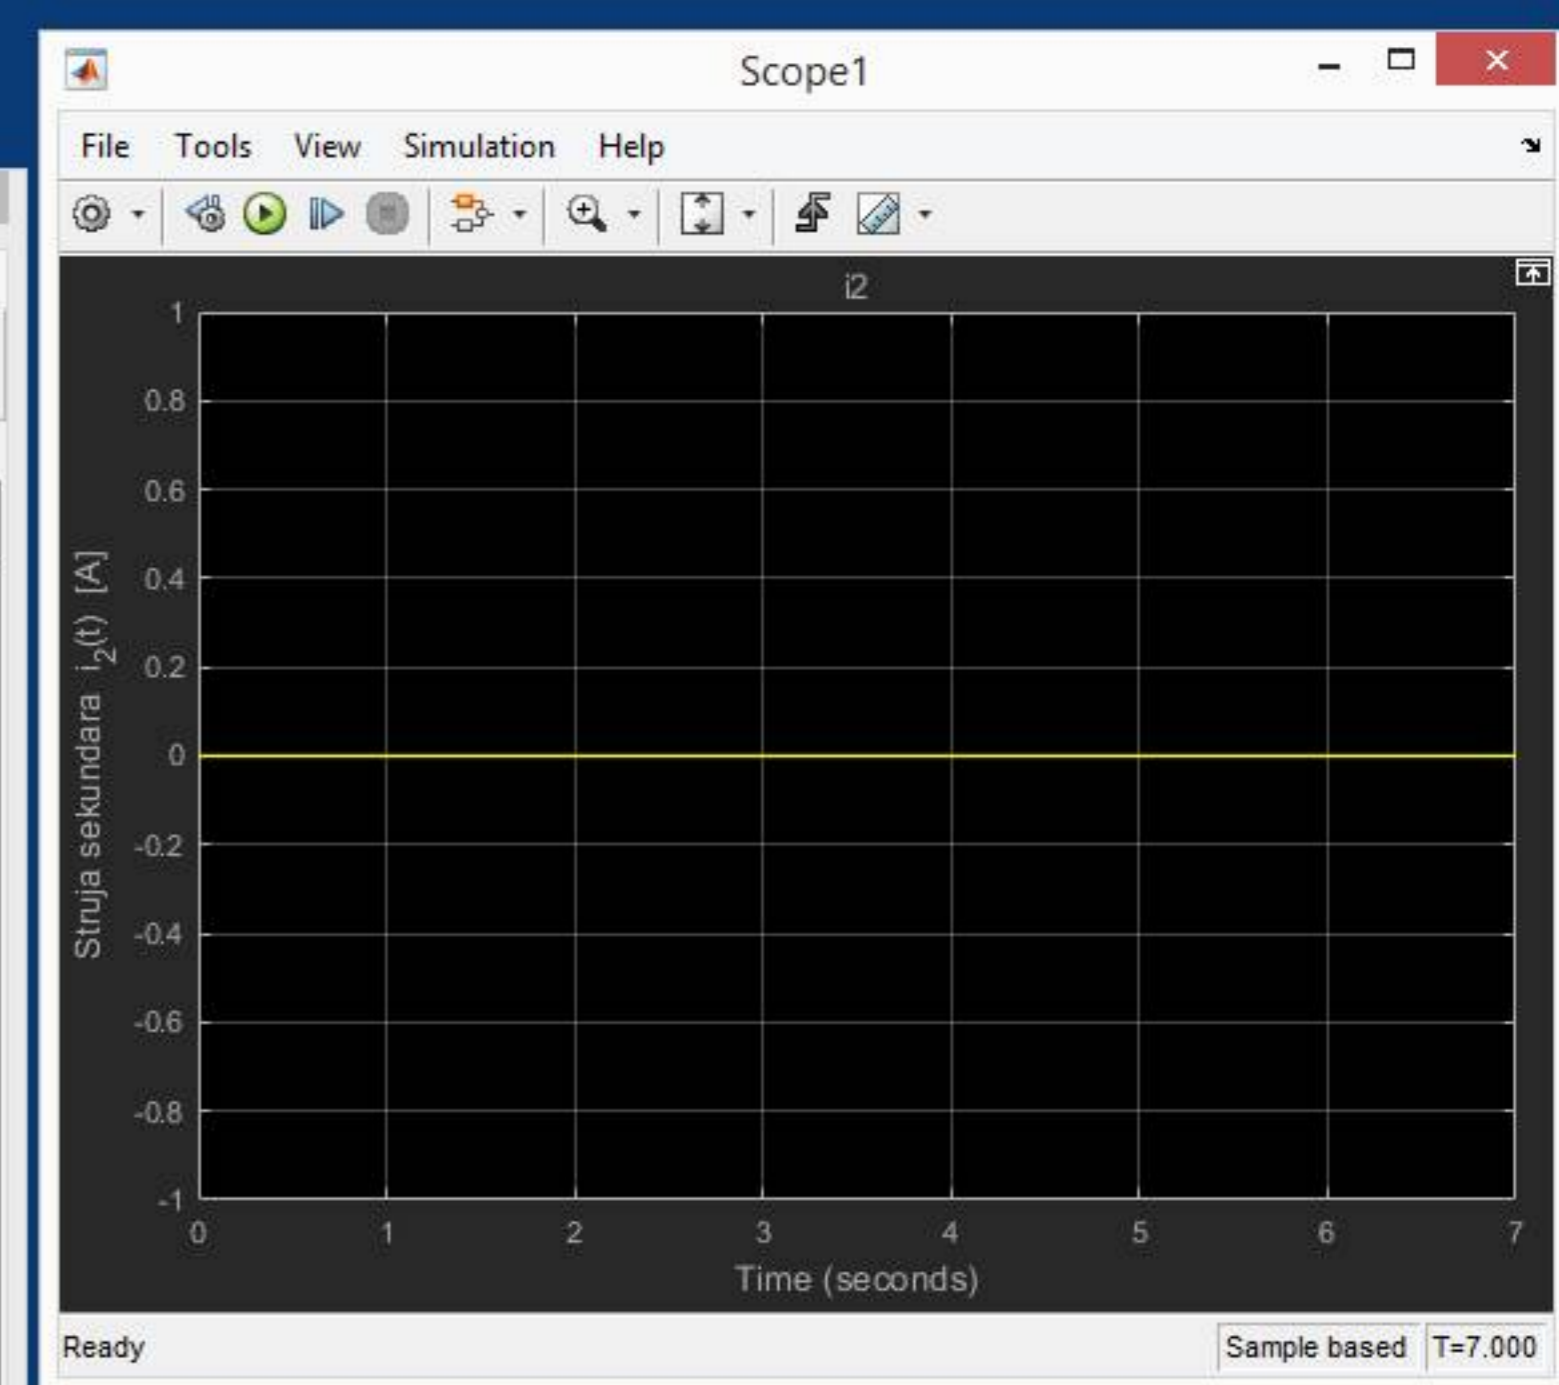 Scope1
File Tools View Simulation Help
i2
1
0.8
0.6
0.4
0.2
0
-0.2
-0.4
-0.6
-0.8
-1
Struja sekundara i2(t) [A]
0 1 2 3 4 5 6 7
Time (seconds)
Ready Sample based T=7.000